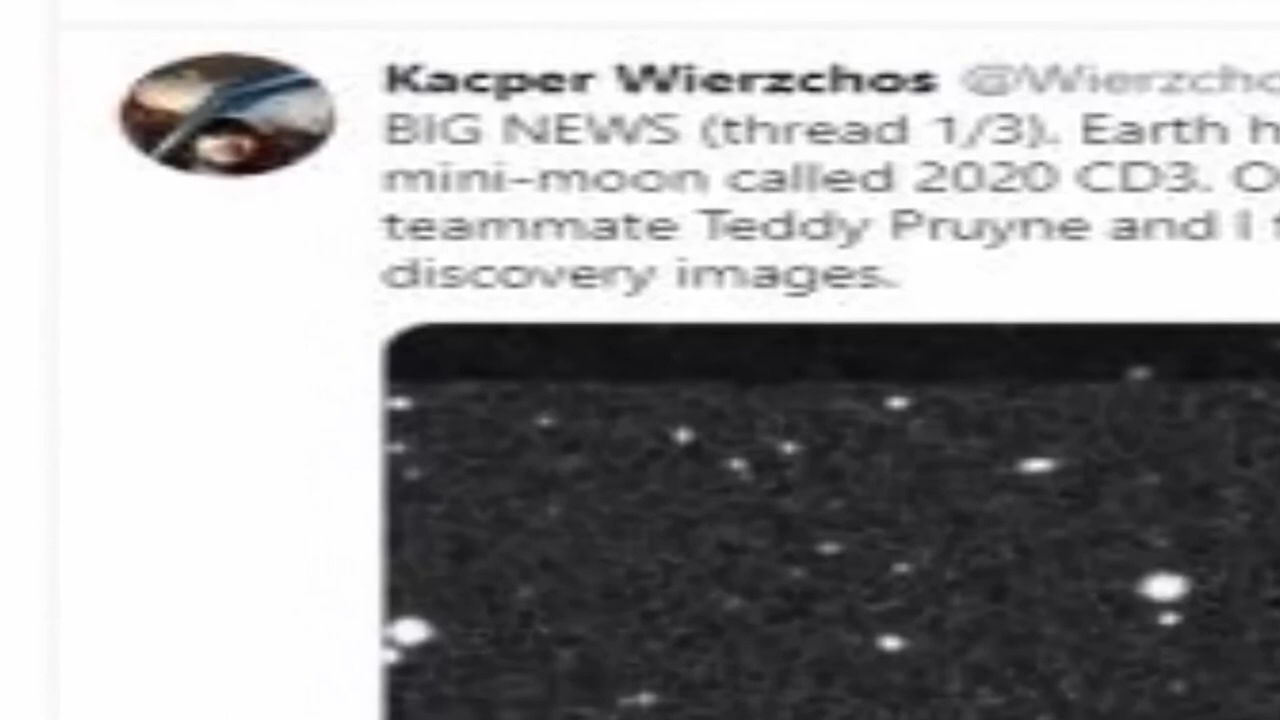 Kacper Wierzchos @Wierzcho
BIG NEWS (thread 1/3). Earth h
mini-moon called 2020 CD3. O
teammate Teddy Pruyne and I f
discovery images.